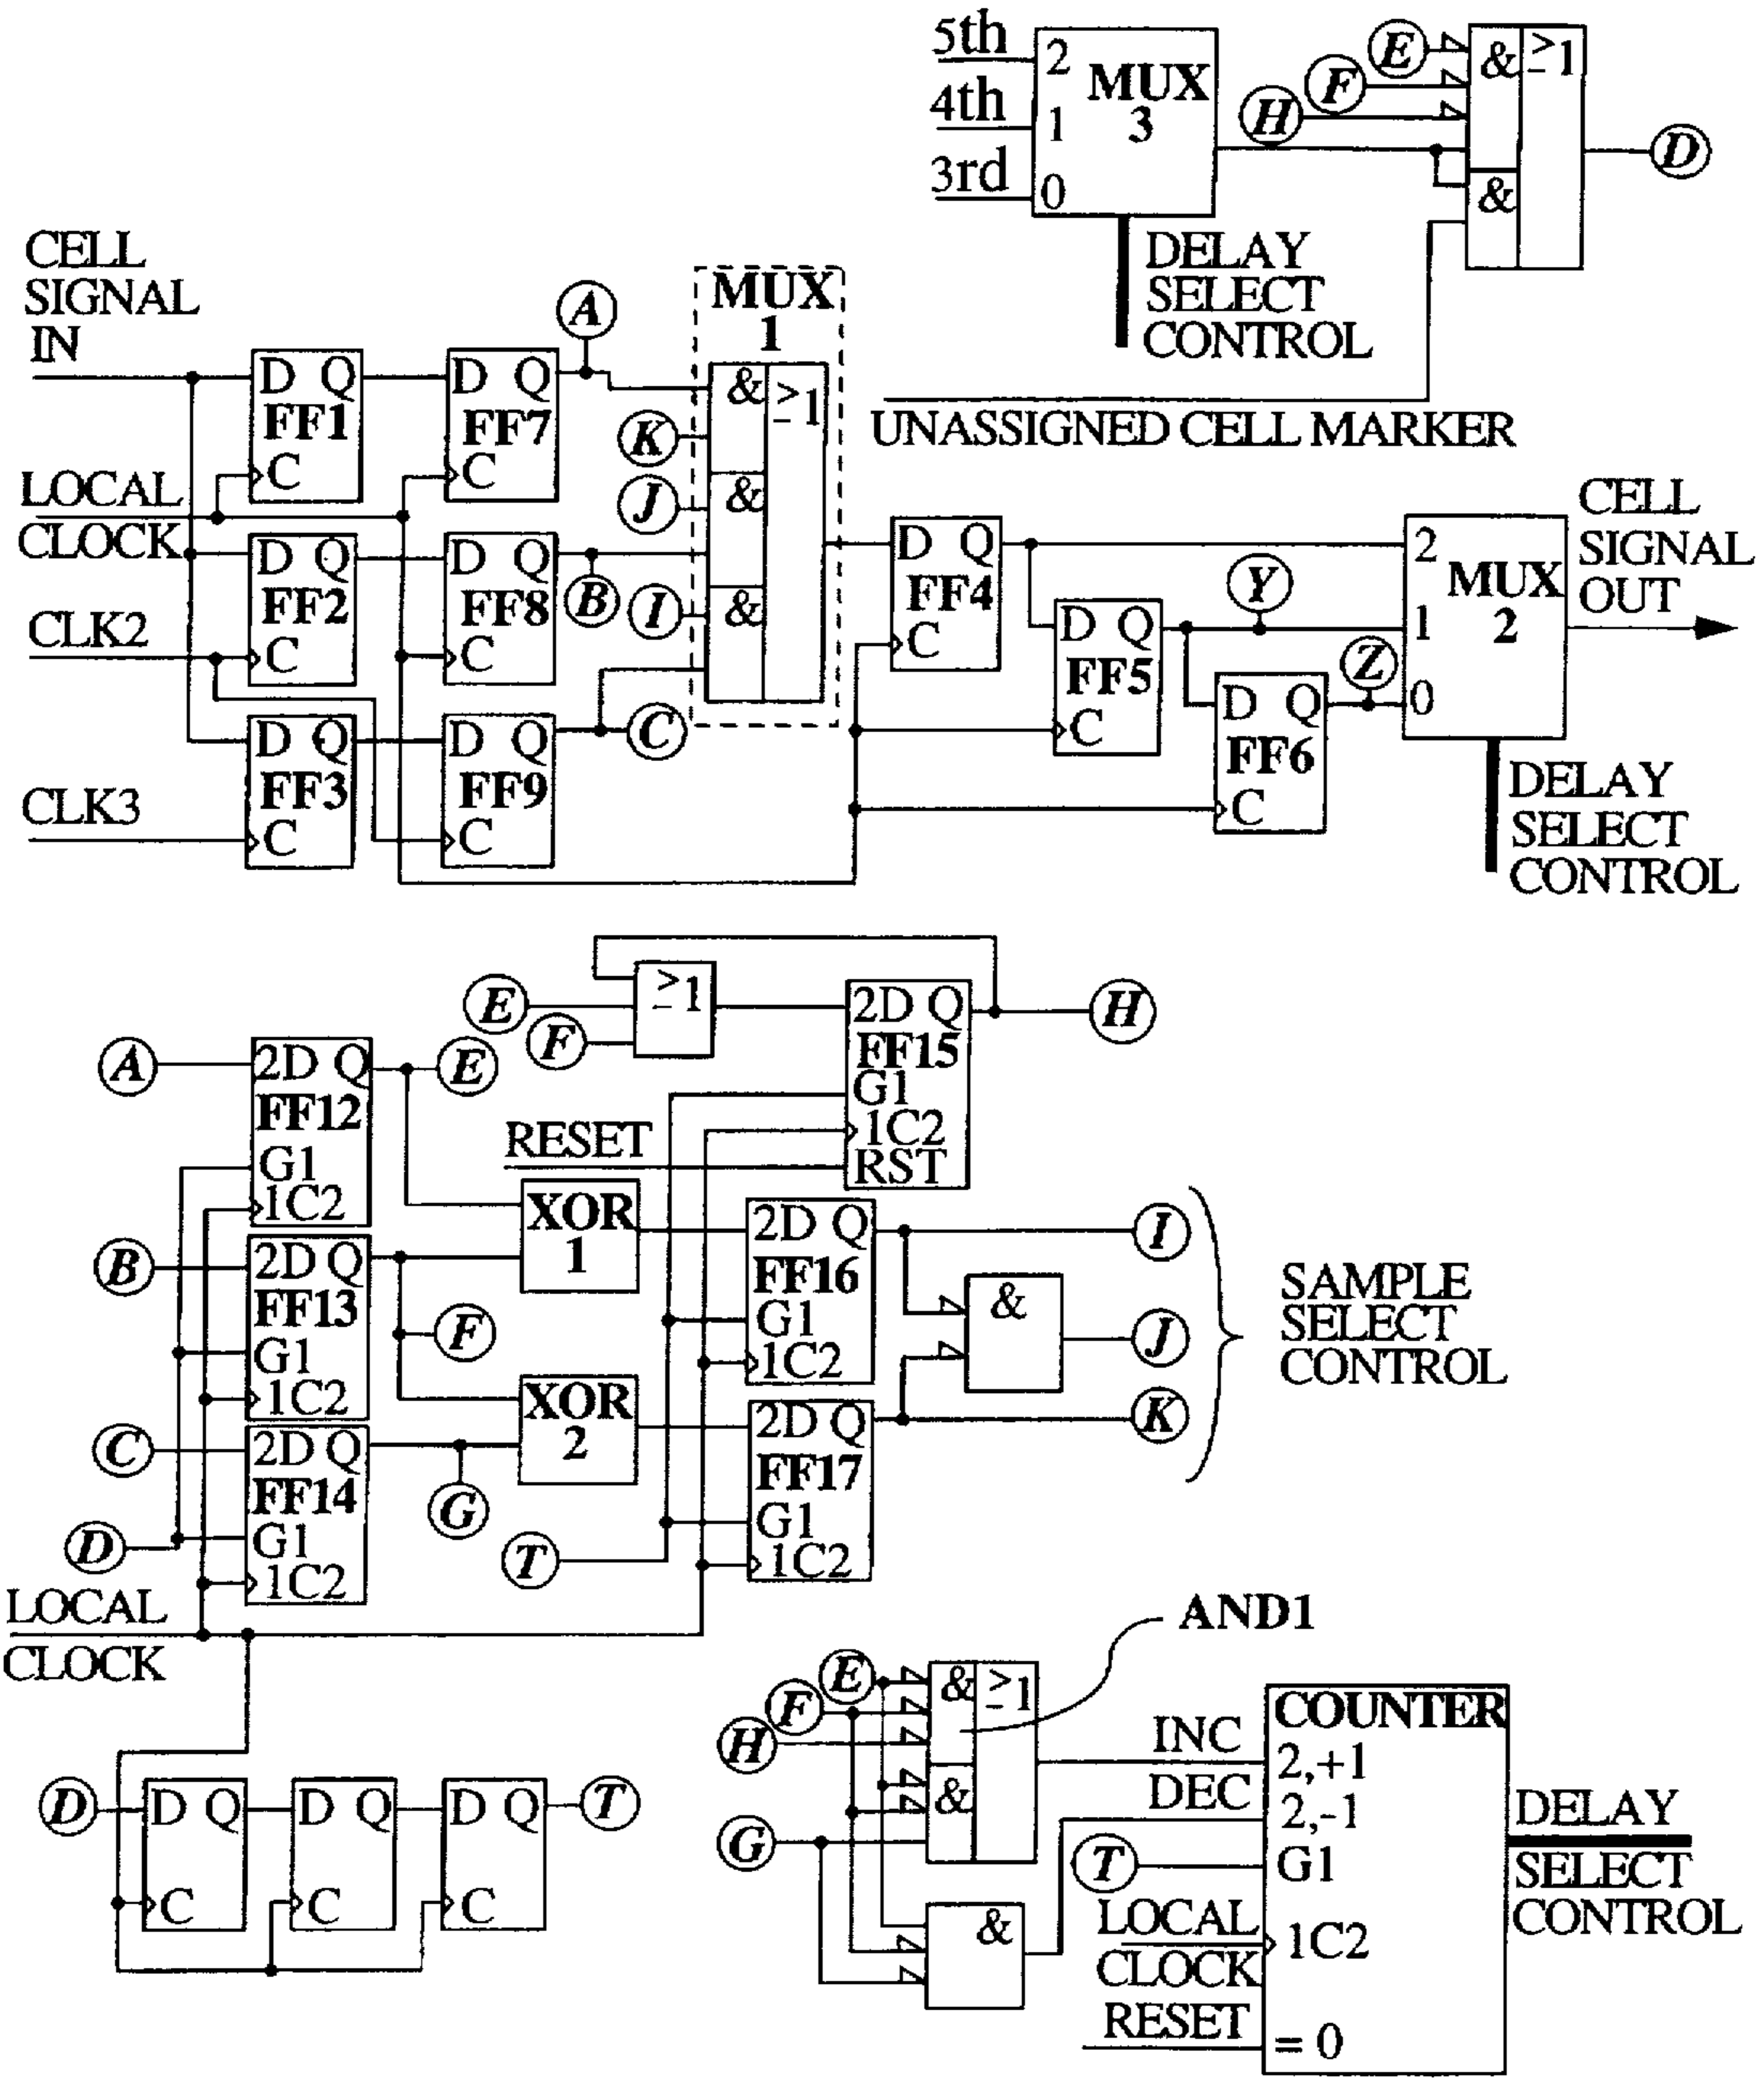 5th
4th
3rd
2
1
0
MUX
3
E
F
H
&
≥1
&
D
DELAY
SELECT
CONTROL
UNASSIGNED CELL MARKER
CELL
SIGNAL
IN
A
MUX
1
D Q
FF1
C
D Q
FF7
C
&
≥1
K
LOCAL
CLOCK
J
&
D Q
FF2
C
D Q
FF8
C
B
I
&
CLK2
D Q
FF3
C
D Q
FF9
C
C
CLK3
D Q
FF4
C
D Q
FF5
C
Y
D Q
FF6
C
Z
2
1
0
MUX
2
CELL
SIGNAL
OUT
DELAY
SELECT
CONTROL
E
F
≥1
2D Q
FF15
G1
1C2
RST
H
RESET
A
2D Q
FF12
G1
1C2
E
B
2D Q
FF13
G1
1C2
F
C
2D Q
FF14
G1
1C2
G
D
XOR
1
XOR
2
T
2D Q
FF16
G1
1C2
2D Q
FF17
G1
1C2
&
I
J
K
SAMPLE
SELECT
CONTROL
LOCAL
CLOCK
D
D Q
C
D Q
C
D Q
C
T
AND1
E
F
H
G
&
≥1
&
&
INC
DEC
T
LOCAL
CLOCK
RESET
COUNTER
2,+1
2,-1
G1
1C2
= 0
DELAY
SELECT
CONTROL